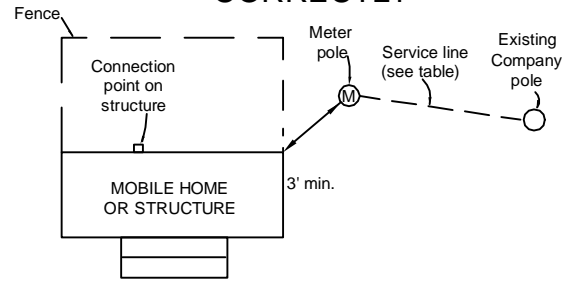 Fence
Connection
point on
structure
Meter
pole
Service line
(see table)
Existing
Company
pole
M
3' min.
MOBILE HOME
OR STRUCTURE